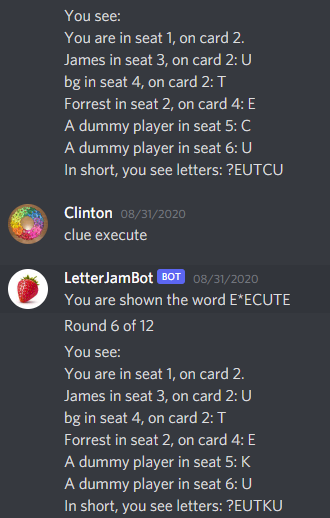 You see:
You are in seat 1, on card 2.
James in seat 3, on card 2: U
bg in seat 4, on card 2: T
Forrest in seat 2, on card 4: E
A dummy player in seat 5: C
A dummy player in seat 6: U
In short, you see letters: ?EUTCU
Clinton 08/31/2020
clue execute
LetterJamBot BOT 08/31/2020
You are shown the word E*ECUTE
Round 6 of 12
You see:
You are in seat 1, on card 2.
James in seat 3, on card 2: U
bg in seat 4, on card 2: T
Forrest in seat 2, on card 4: E
A dummy player in seat 5: K
A dummy player in seat 6: U
In short, you see letters: ?EUTKU